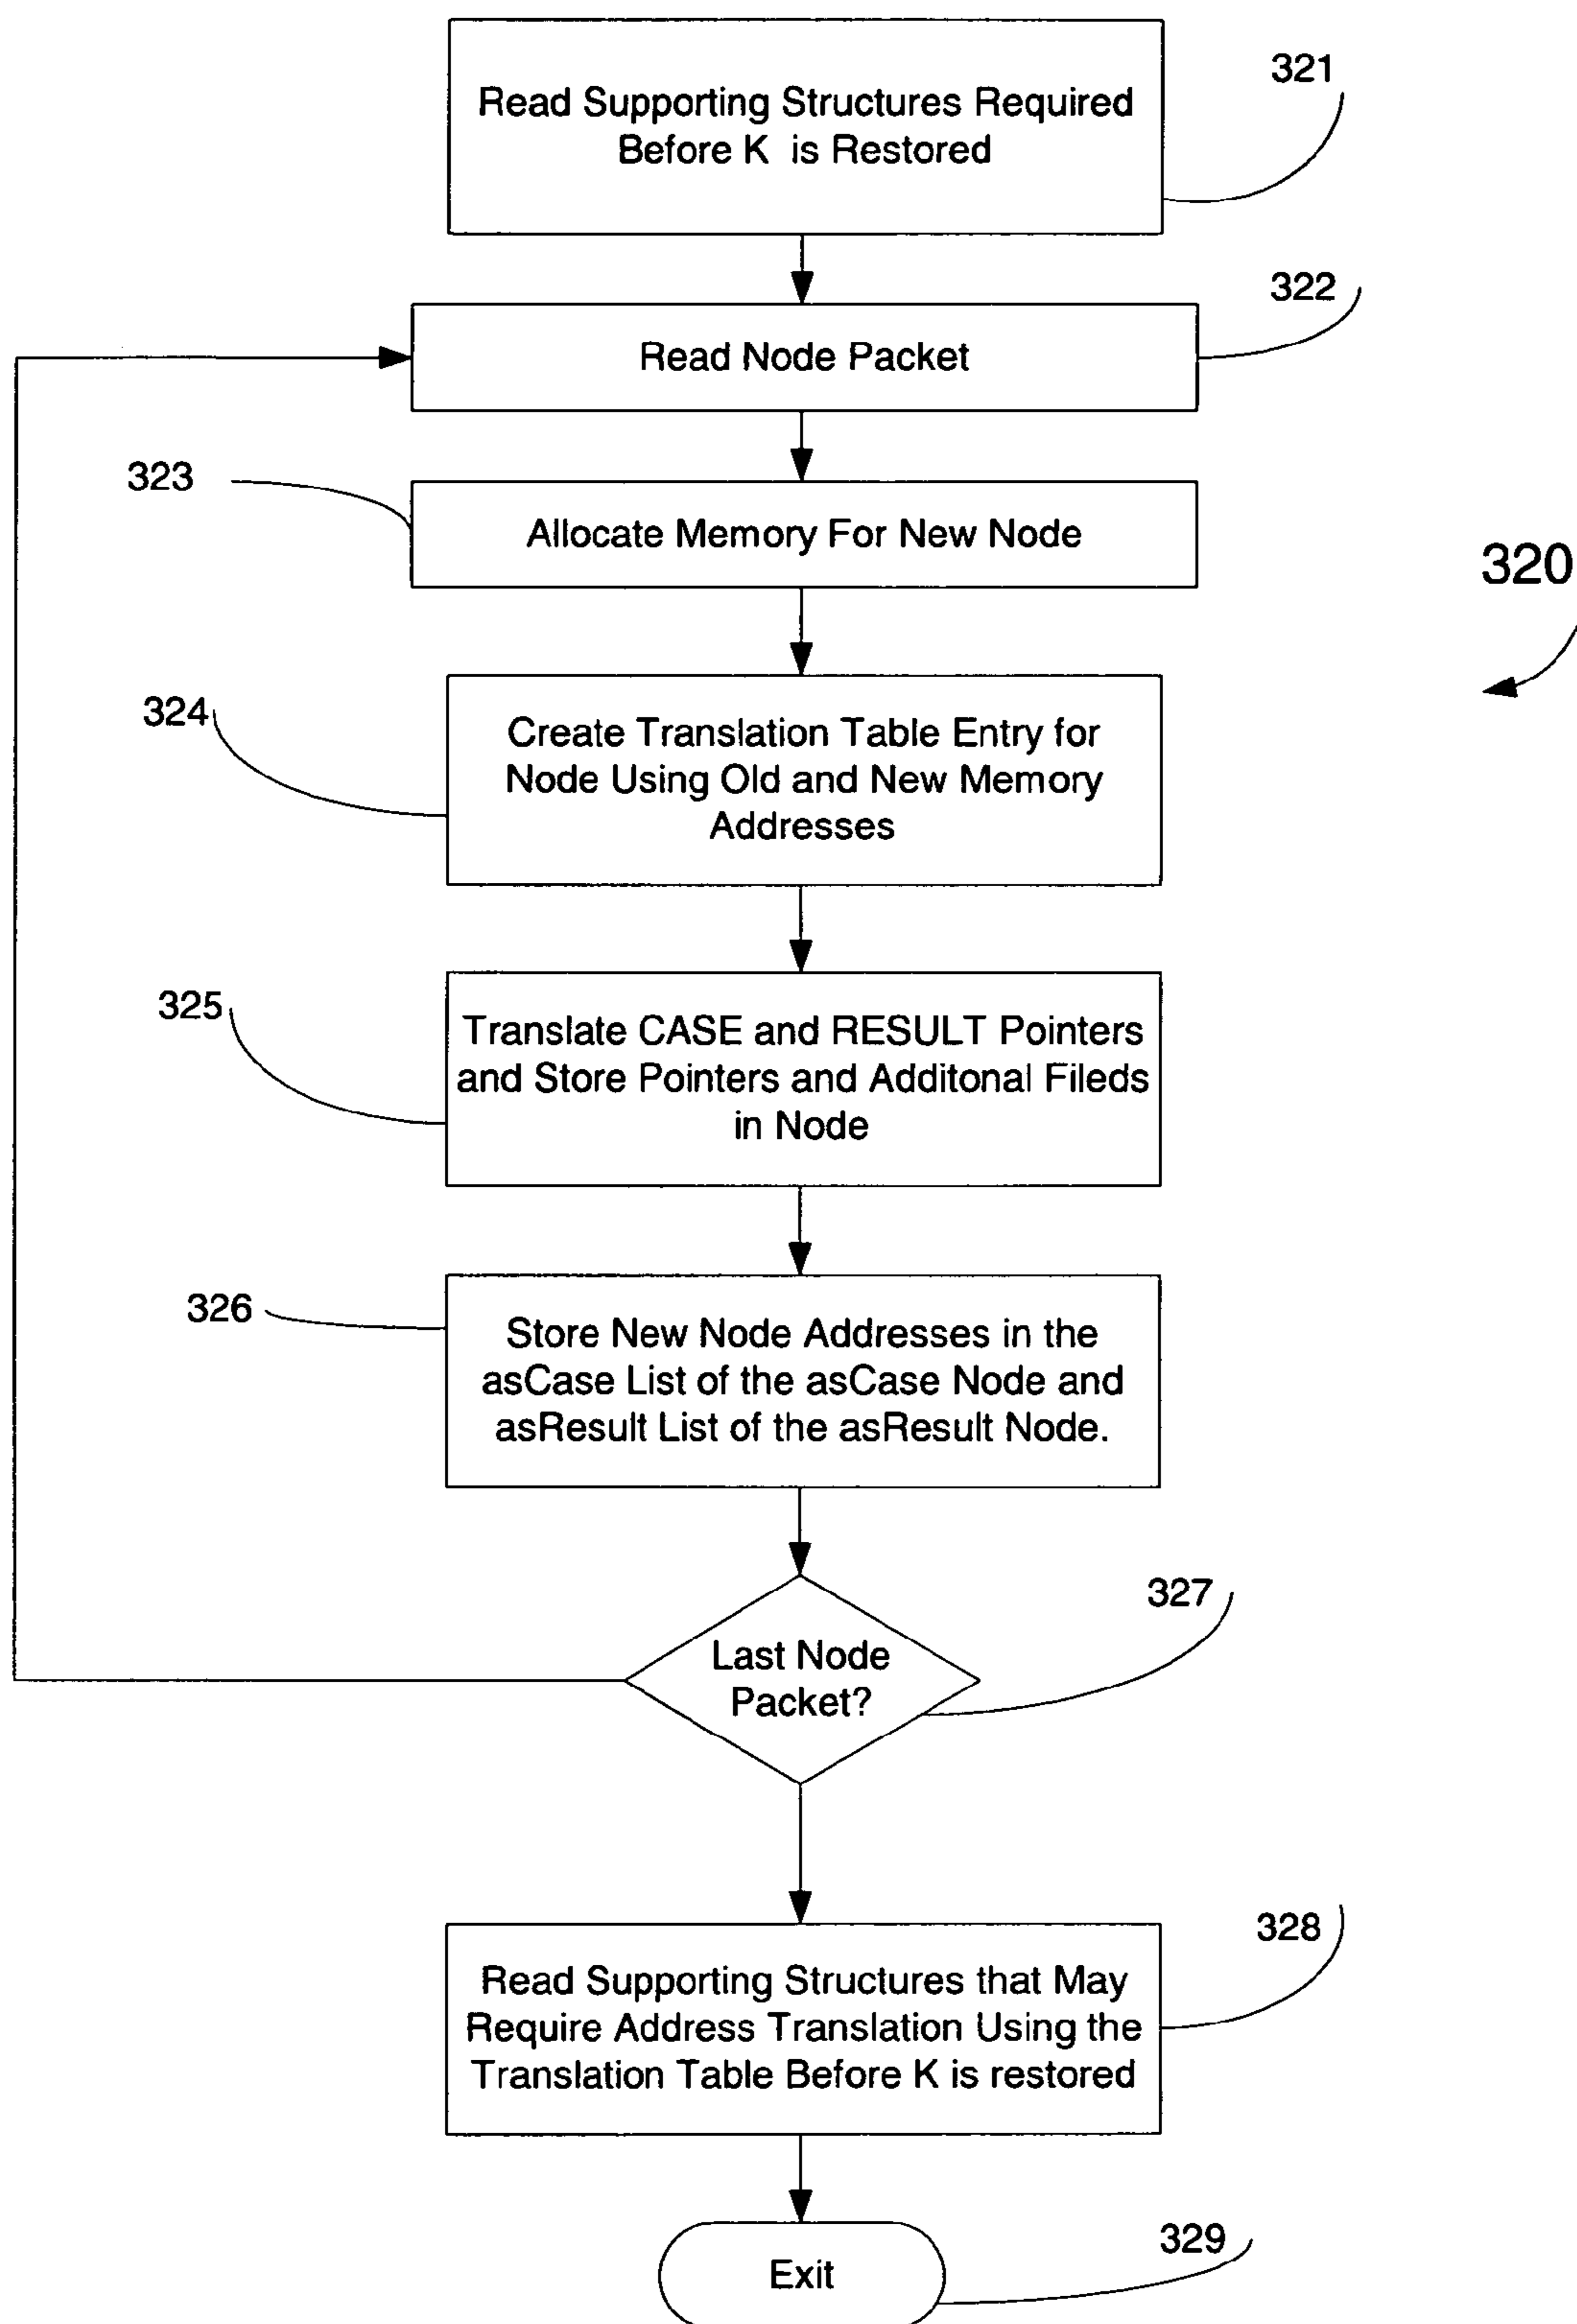 Read Supporting Structures Required
Before K is Restored
321
322
Read Node Packet
323
Allocate Memory For New Node
320
324
Create Translation Table Entry for
Node Using Old and New Memory
Addresses
325
Translate CASE and RESULT Pointers
and Store Pointers and Additonal Fileds
in Node
326
Store New Node Addresses in the
asCase List of the asCase Node and
asResult List of the asResult Node.
327
Last Node
Packet?
328
Read Supporting Structures that May
Require Address Translation Using the
Translation Table Before K is restored
329
Exit